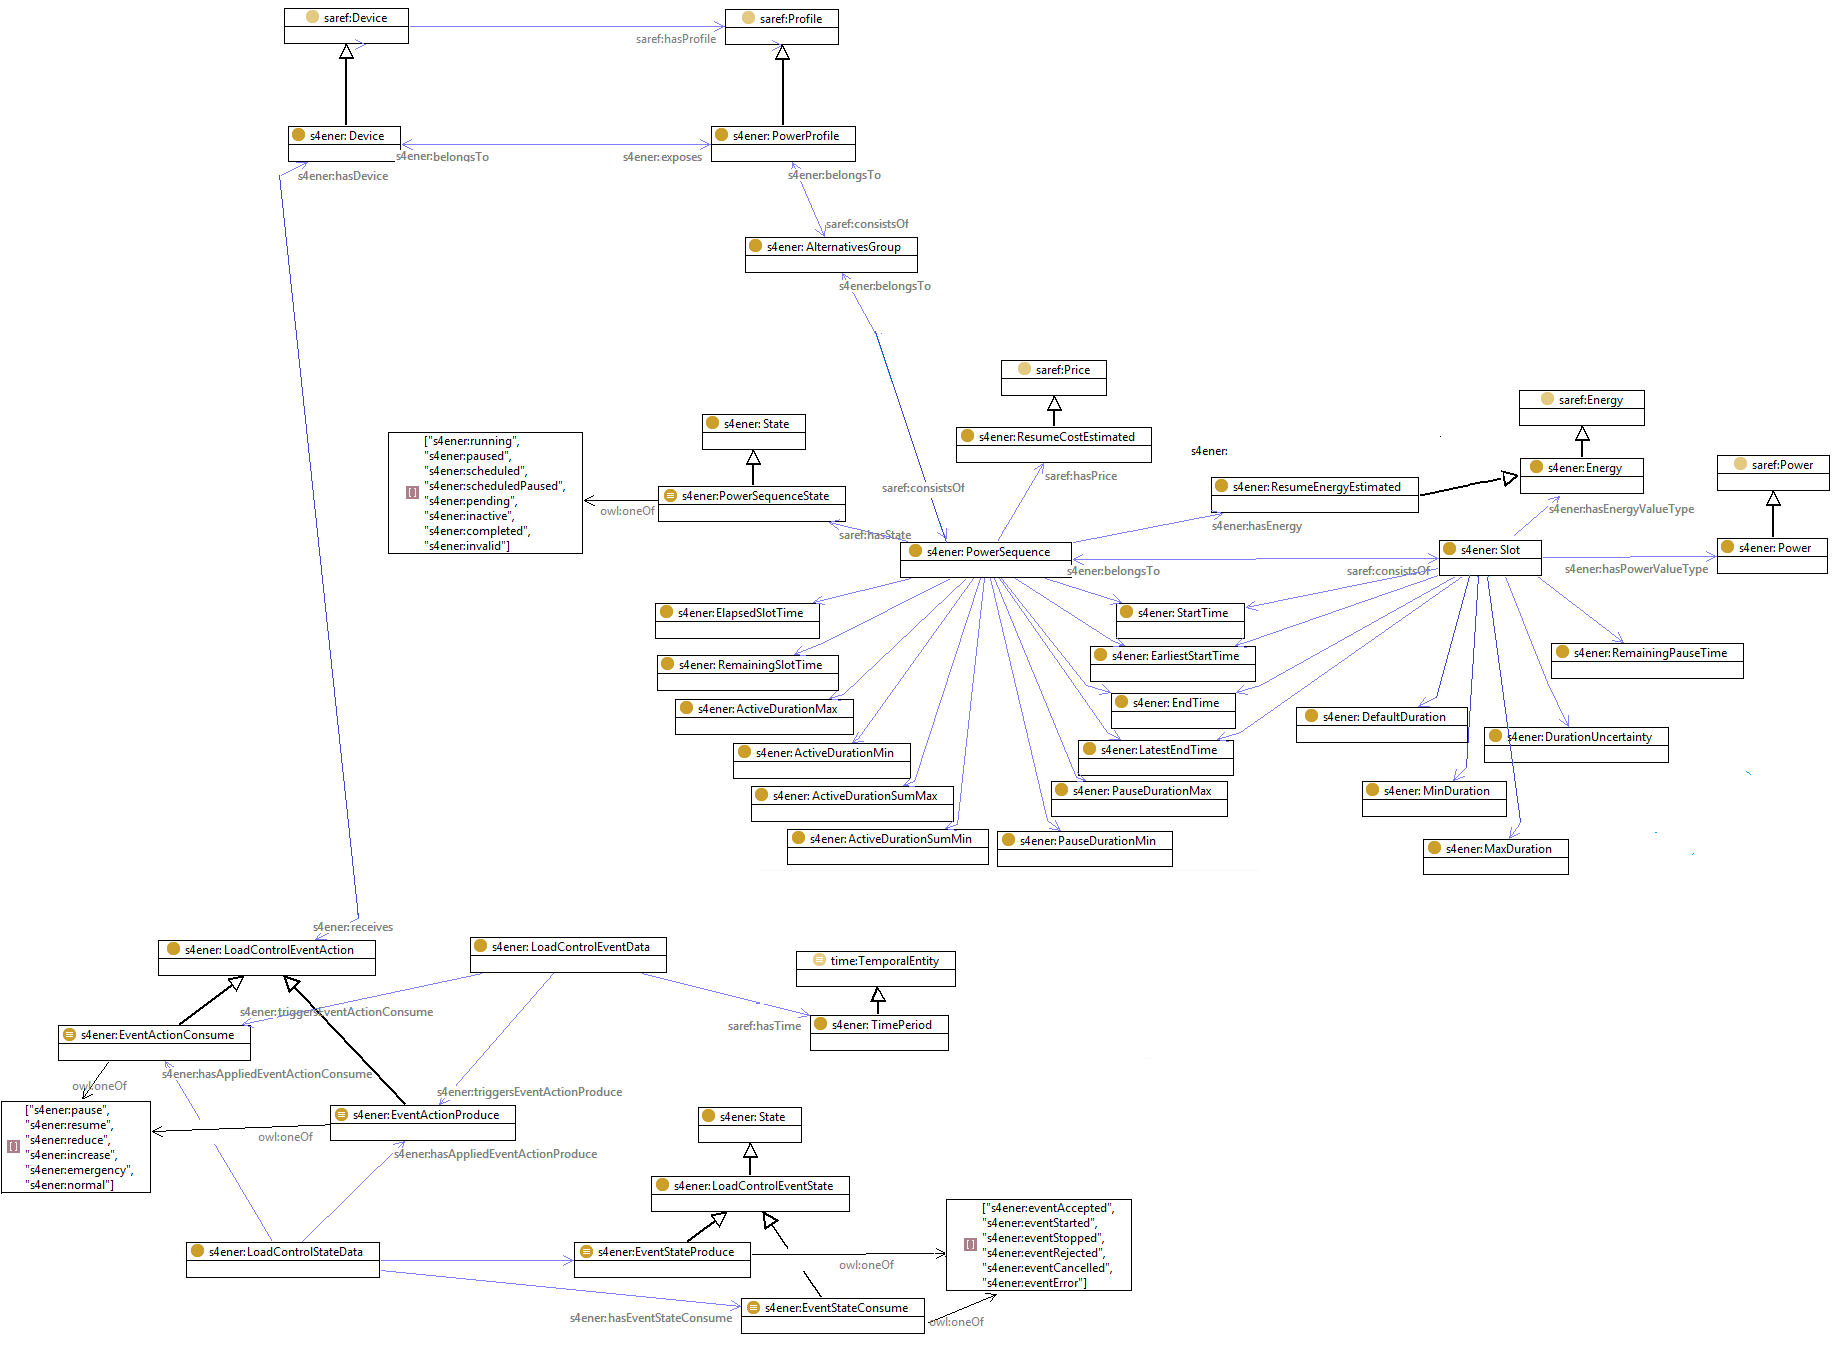 saref:Device
saref:Profile
saref:hasProfile
s4ener:Device
s4ener:PowerProfile
s4ener:belongsTo
s4ener:exposes
s4ener:hasDevice
s4ener:belongsTo
saref:consistsOf
s4ener:AlternativesGroup
s4ener:belongsTo
saref:Price
saref:Energy
s4ener:State
s4ener:ResumeCostEstimated
["s4ener:running",
"s4ener:paused",
"s4ener:scheduled",
"s4ener:scheduledPaused",
"s4ener:pending",
"s4ener:inactive",
"s4ener:completed",
"s4ener:invalid"]
s4ener:
saref:Power
s4ener:Energy
saref:hasPrice
saref:consistsOf
s4ener:ResumeEnergyEstimated
s4ener:PowerSequenceState
owl:oneOf
s4ener:hasEnergyValueType
s4ener:hasEnergy
saref:hasState
s4ener:PowerSequence
s4ener:Slot
s4ener:Power
s4ener:belongsTo
saref:consistsOf
s4ener:hasPowerValueType
s4ener:ElapsedSlotTime
s4ener:StartTime
s4ener:RemainingSlotTime
s4ener:EarliestStartTime
s4ener:RemainingPauseTime
s4ener:ActiveDurationMax
s4ener:EndTime
s4ener:DefaultDuration
s4ener:DurationUncertainty
s4ener:ActiveDurationMin
s4ener:LatestEndTime
s4ener:ActiveDurationSumMax
s4ener:PauseDurationMax
s4ener:MinDuration
s4ener:ActiveDurationSumMin
s4ener:PauseDurationMin
s4ener:MaxDuration
s4ener:receives
s4ener:LoadControlEventAction
s4ener:LoadControlEventData
time:TemporalEntity
s4ener:triggersEventActionConsume
saref:hasTime
s4ener:TimePeriod
s4ener:EventActionConsume
s4ener:hasAppliedEventActionConsume
owl:oneOf
s4ener:triggersEventActionProduce
["s4ener:pause",
"s4ener:resume",
"s4ener:reduce",
"s4ener:increase",
"s4ener:emergency",
"s4ener:normal"]
s4ener:EventActionProduce
owl:oneOf
s4ener:State
s4ener:hasAppliedEventActionProduce
s4ener:LoadControlEventState
["s4ener:eventAccepted",
"s4ener:eventStarted",
"s4ener:eventStopped",
"s4ener:eventRejected",
"s4ener:eventCancelled",
"s4ener:eventError"]
s4ener:LoadControlStateData
s4ener:EventStateProduce
owl:oneOf
s4ener:EventStateConsume
s4ener:hasEventStateConsume
owl:oneOf